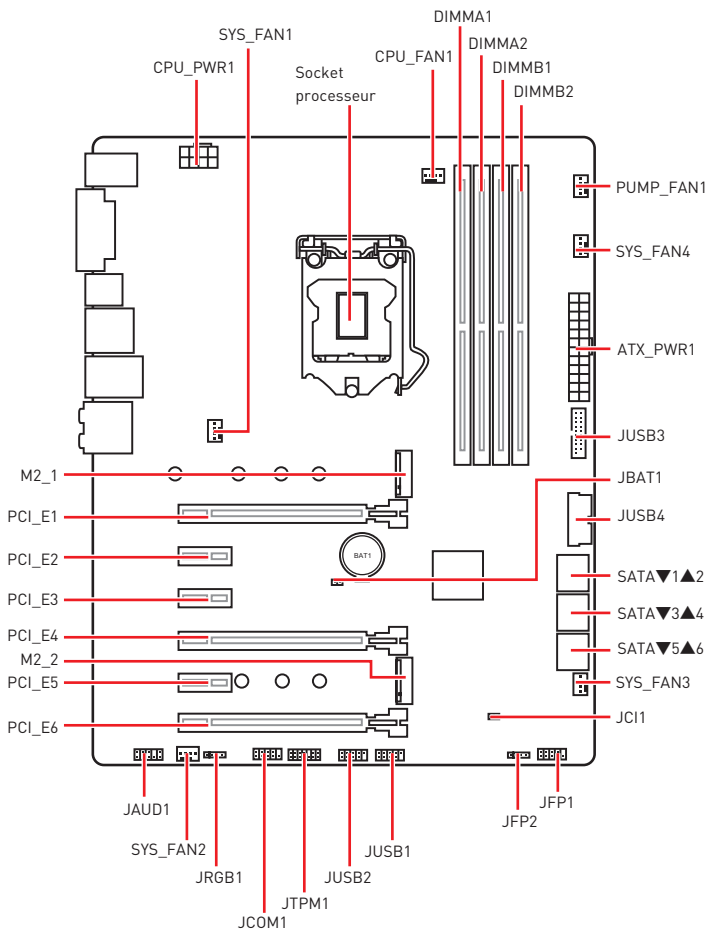 DIMMA1
SYS_FAN1
DIMMA2
CPU_FAN1
CPU_PWR1
DIMMB1
Socket
processeur
DIMMB2
PUMP_FAN1
SYS_FAN4
ATX_PWR1
JUSB3
M2_1
JBAT1
PCI_E1
JUSB4
PCI_E2
BAT1
SATA▼1▲2
PCI_E3
SATA▼3▲4
PCI_E4
SATA▼5▲6
M2_2
PCI_E5
SYS_FAN3
JCI1
PCI_E6
JAUD1
JFP1
JFP2
SYS_FAN2
JUSB1
JRGB1
JUSB2
JTPM1
JCOM1